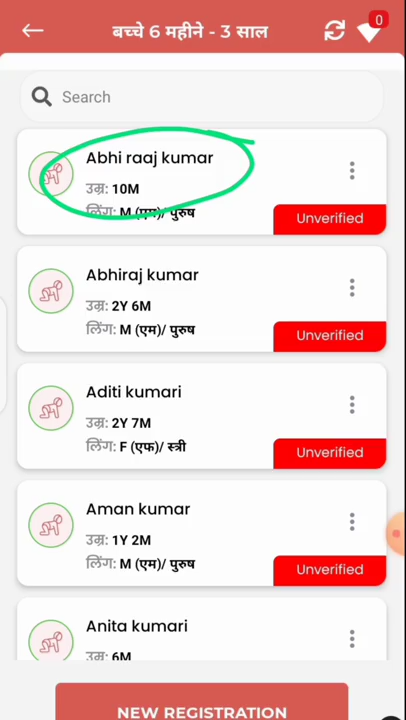 बच्चे 6 महीने - 3 साल
0
Search
Abhi raaj kumar
उम्र: 10M
लिंग: M (एम)/ पुरुष
Unverified
Abhiraj kumar
उम्र: 2Y 6M
लिंग: M (एम)/ पुरुष
Unverified
Aditi kumari
उम्र: 2Y 7M
लिंग: F (एफ)/ स्त्री
Unverified
Aman kumar
उम्र: 1Y 2M
लिंग: M (एम)/ पुरुष
Unverified
Anita kumari
उम्र: 6M
NEW REGISTRATION